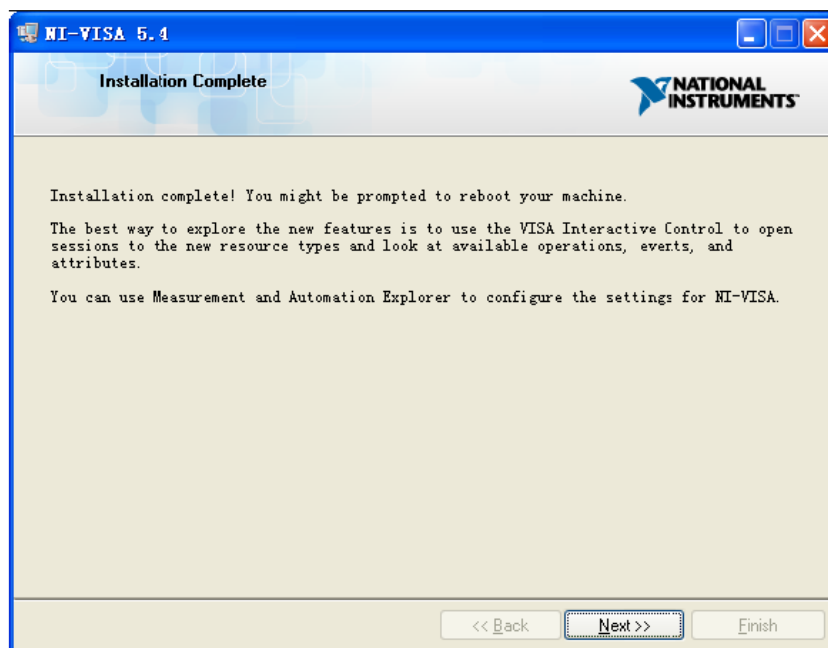 NI-VISA 5.4
Installation Complete
NATIONAL
INSTRUMENTS
Installation complete! You might be prompted to reboot your machine.
The best way to explore the new features is to use the VISA Interactive Control to open
sessions to the new resource types and look at available operations, events, and
attributes.
You can use Measurement and Automation Explorer to configure the settings for NI-VISA.
<< Back
Next >>
Finish